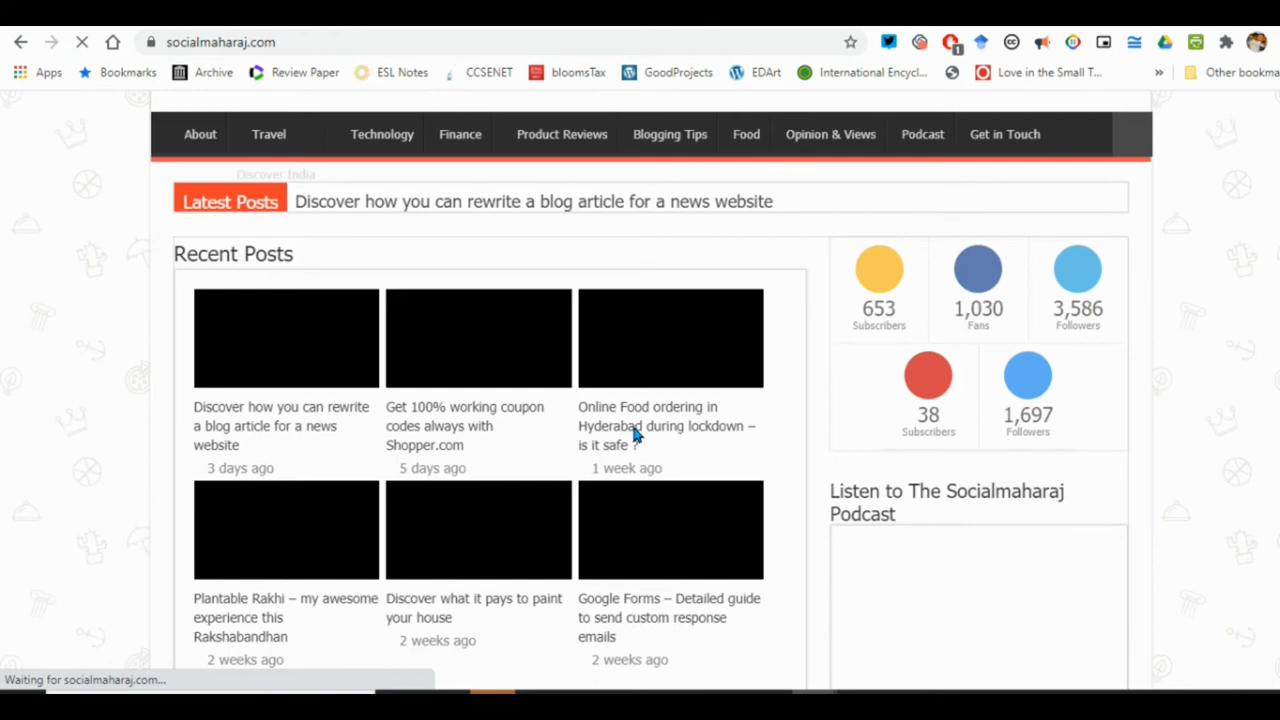 socialmaharaj.com
1
Apps Bookmarks Archive Review Paper ESL Notes CCSENET bloomsTax GoodProjects EDArt International Encycl... Love in the Small T... » Other bookma
About Travel Technology Finance Product Reviews Blogging Tips Food Opinion & Views Podcast Get in Touch
Discover India
Latest Posts Discover how you can rewrite a blog article for a news website
Recent Posts
Discover how you can rewrite
a blog article for a news
website
3 days ago
Get 100% working coupon
codes always with
Shopper.com
5 days ago
Online Food ordering in
Hyderabad during lockdown –
is it safe ?
1 week ago
Plantable Rakhi – my awesome
experience this
Rakshabandhan
2 weeks ago
Discover what it pays to paint
your house
2 weeks ago
Google Forms – Detailed guide
to send custom response
emails
2 weeks ago
653
Subscribers
1,030
Fans
3,586
Followers
38
Subscribers
1,697
Followers
Listen to The Socialmaharaj
Podcast
Waiting for socialmaharaj.com...